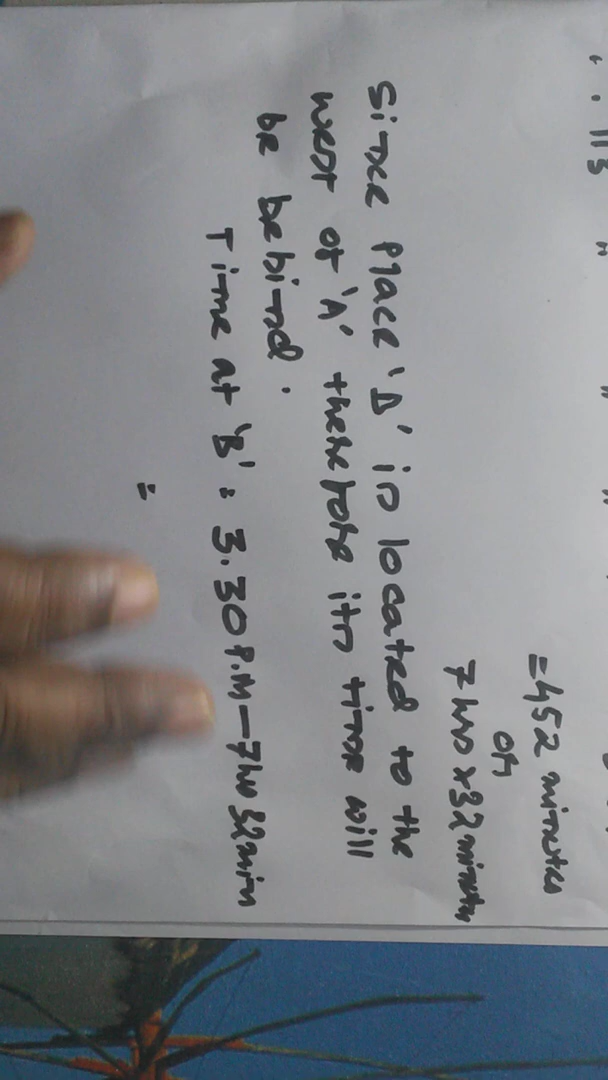 113
=452 minutes
OR
7 hrs x 32 minutes
Since Place 'B' is located to the
west of 'A' therefore its time will
be behind.
Time at 'B' : 3.30 P.M - 7 hrs 32 min
=